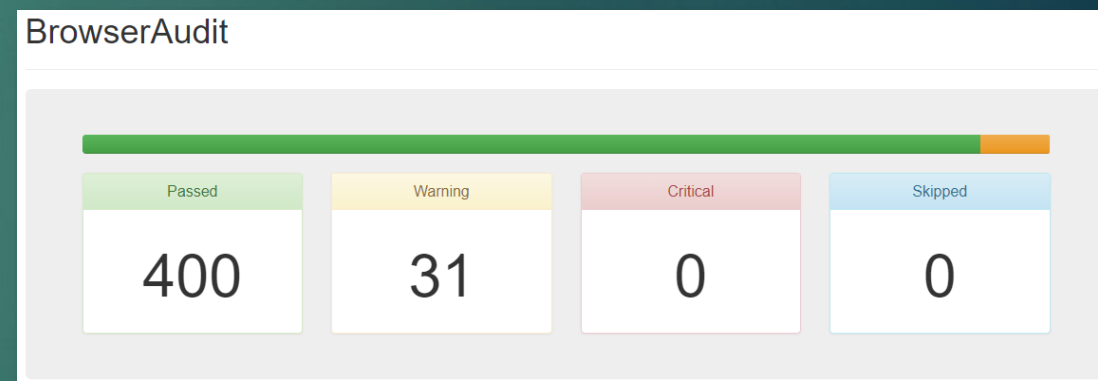 BrowserAudit
Passed
Warning
Critical
Skipped
400
31
0
0